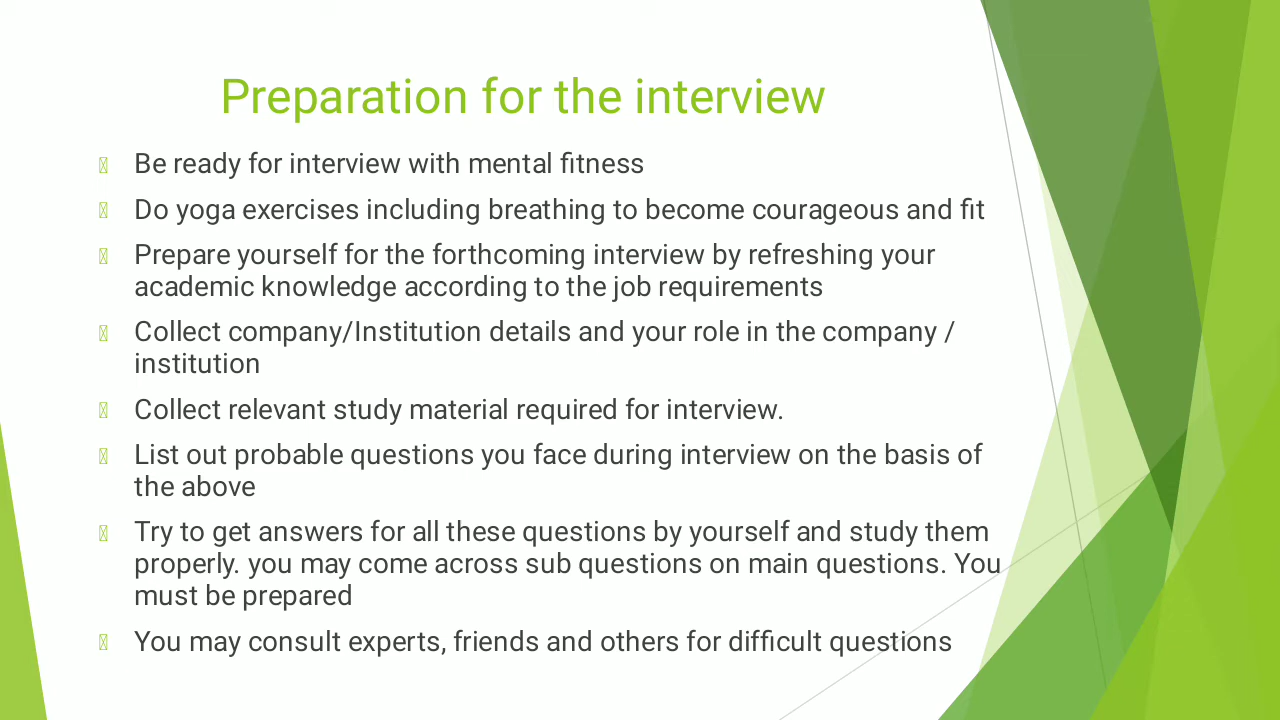 Preparation for the interview
Be ready for interview with mental fitness
Do yoga exercises including breathing to become courageous and fit
Prepare yourself for the forthcoming interview by refreshing your
academic knowledge according to the job requirements
Collect company/Institution details and your role in the company /
institution
Collect relevant study material required for interview.
List out probable questions you face during interview on the basis of
the above
Try to get answers for all these questions by yourself and study them
properly. you may come across sub questions on main questions. You
must be prepared
You may consult experts, friends and others for difficult questions